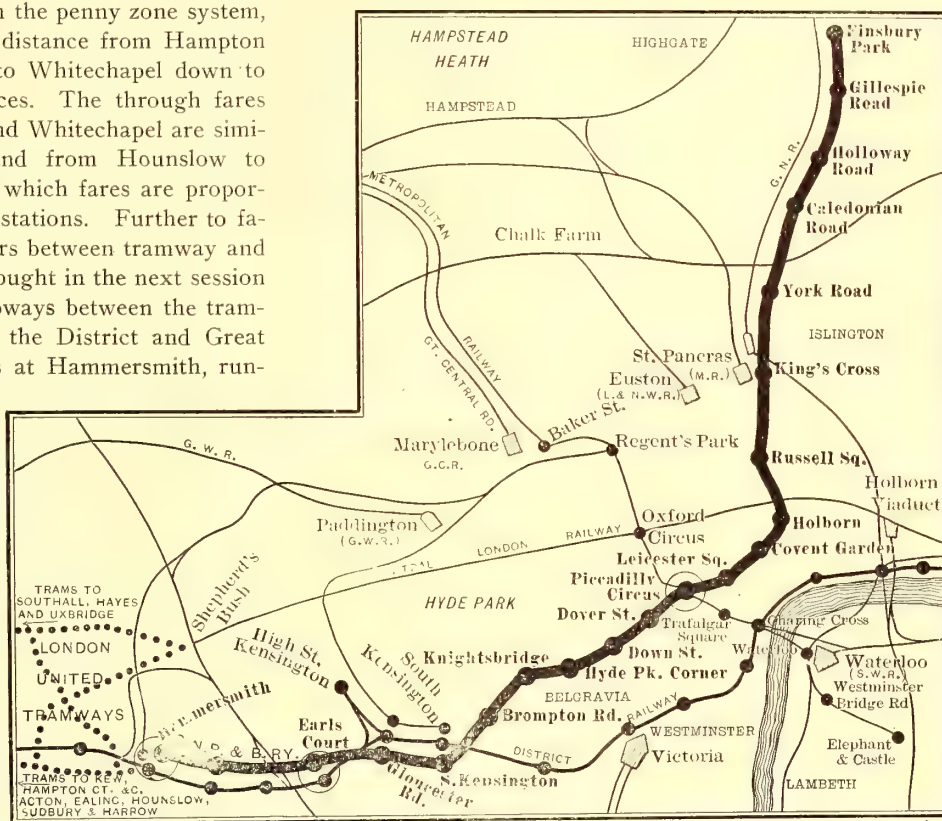 n the penny zone system,
distance from Hampton
to Whitechapel down to
ces. The through fares
nd Whitechapel are simi-
nd from Hounslow to
which fares are propor-
stations. Further to fa-
rs between tramway and
ought in the next session
ways between the tram-
the District and Great
s at Hammersmith, run-
HAMPSTEAD
HEATH
HIGHGATE
Finsbury
Park
HAMPSTEAD
Gillespie
Road
G.N.R.
Holloway
Road
METROPOLITAN
RAILWAY
Caledonian
Road
Chalk Farm
York Road
ISLINGTON
GT. CENTRAL RD.
St. Pancras
(M.R.)
King's Cross
Euston
(L.& N.W.R.)
Marylebone
G.C.R.
Baker St.
Regent's Park
Russell Sq.
G.W.R.
Holborn
Viaduct
Paddington
(G.W.R.)
Oxford
Circus
Holborn
LONDON RAILWAY
Leicester Sq.
Covent Garden
Piccadilly
Circus
Shepherd's
Bush
HYDE PARK
Dover St.
Trafalgar
Square
Charing Cross
TRAMS TO
SOUTHALL, HAYES
AND UXBRIDGE
LONDON
UNITED
TRAMWAYS
High St.
Kensington
South
Kensington
Knightsbridge
Down St.
Hyde Pk. Corner
Waterloo
Waterloo
(S.W.R.)
Westminster
Bridge Rd
BELGRAVIA
Brompton Rd.
Earls
Court
& B. RY.
DISTRICT RAILWAY
WESTMINSTER
Victoria
Elephant
& Castle
Gloucester
Rd.
S. Kensington
LAMBETH
TRAMS TO KEW,
HAMPTON CT. &C.
ACTON, EALING, HOUNSLOW,
SUDBURY & HARROW